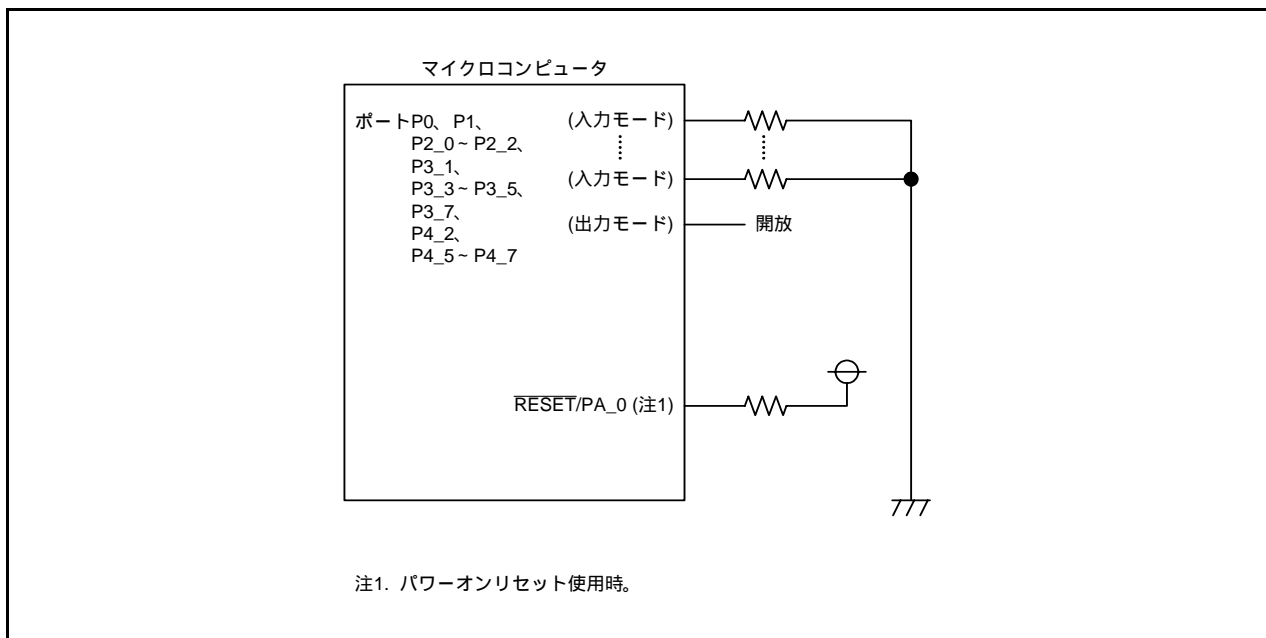 マイクロコンピュータ
ポートP0、P1、
P2_0~P2_2、
P3_1、
P3_3~P3_5、
P3_7、
P4_2、
P4_5~P4_7
(入力モード)
(入力モード)
(出力モード)
開放
RESET/PA_0 (注1)
注1. パワーオンリセット使用時。